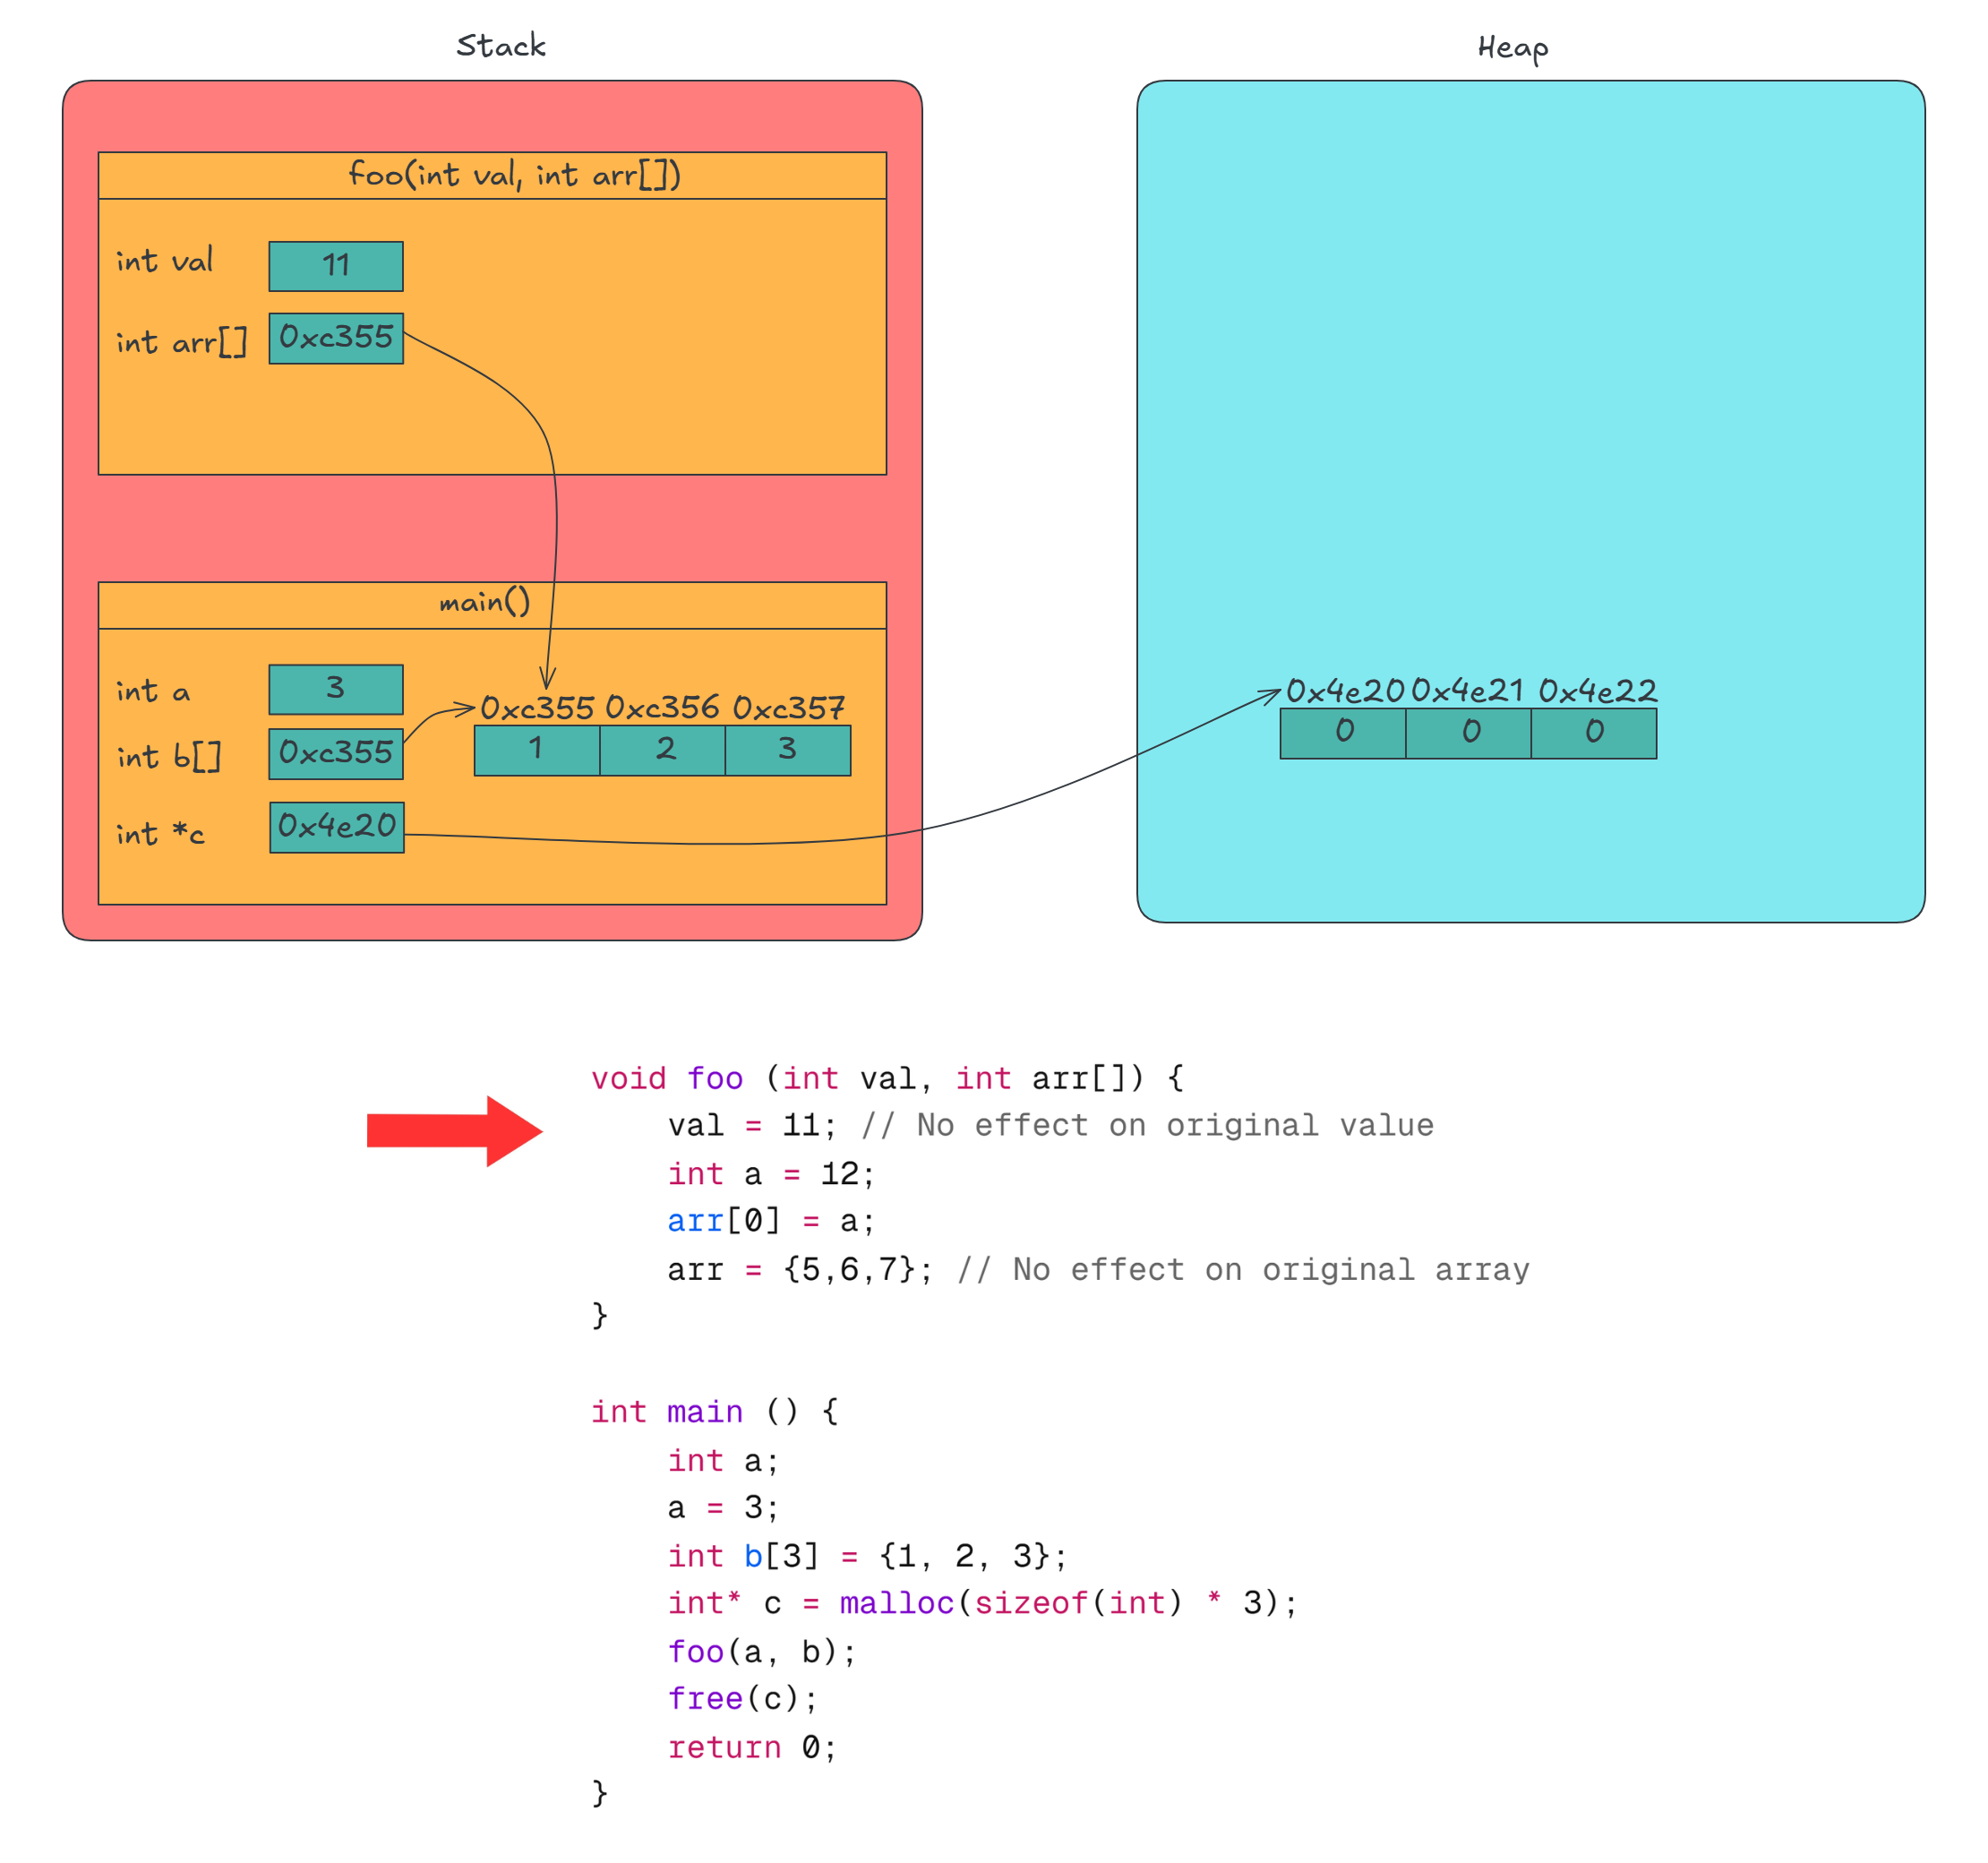 Stack
Heap
foo(int val, int arr[])
int val
11
int arr[]
0xc355
main()
int a
3
0xc355 0xc356 0xc357
int b[]
0xc355
1 2 3
int *c
0x4e20
0x4e20 0x4e21 0x4e22
0 0 0
void foo (int val, int arr[]) {
    val = 11; // No effect on original value
    int a = 12;
    arr[0] = a;
    arr = {5,6,7}; // No effect on original array
}
int main () {
    int a;
    a = 3;
    int b[3] = {1, 2, 3};
    int* c = malloc(sizeof(int) * 3);
    foo(a, b);
    free(c);
    return 0;
}